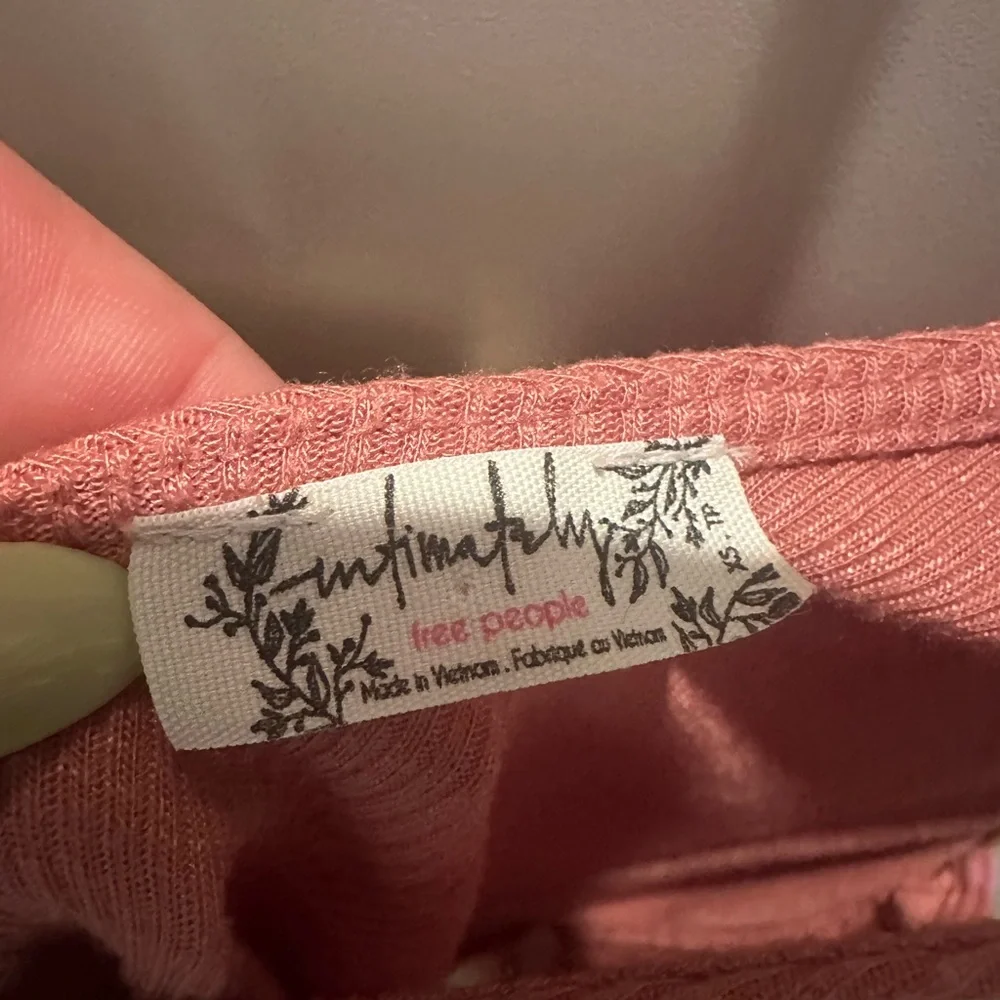 intimately
free people
Made in Vietnam . Fabriqué au Vietnam
XS . TP